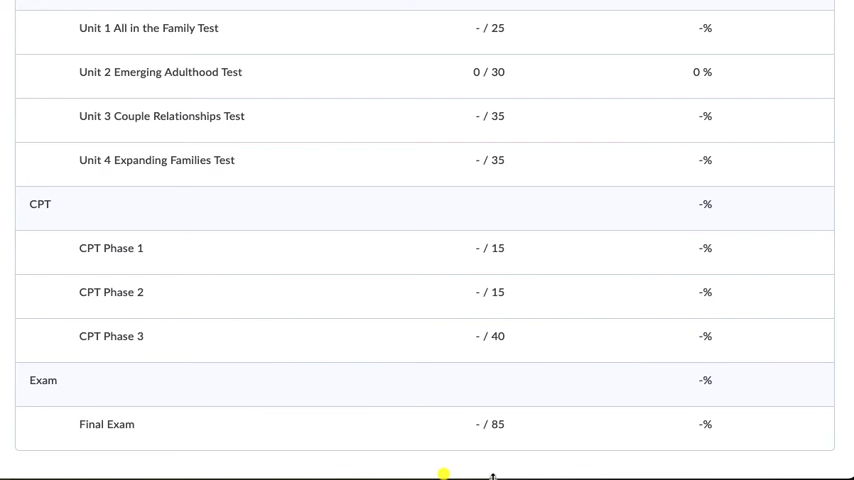 Unit 1 All in the Family Test - / 25 -%
Unit 2 Emerging Adulthood Test 0 / 30 0 %
Unit 3 Couple Relationships Test - / 35 -%
Unit 4 Expanding Families Test - / 35 -%
CPT -%
CPT Phase 1 - / 15 -%
CPT Phase 2 - / 15 -%
CPT Phase 3 - / 40 -%
Exam -%
Final Exam - / 85 -%